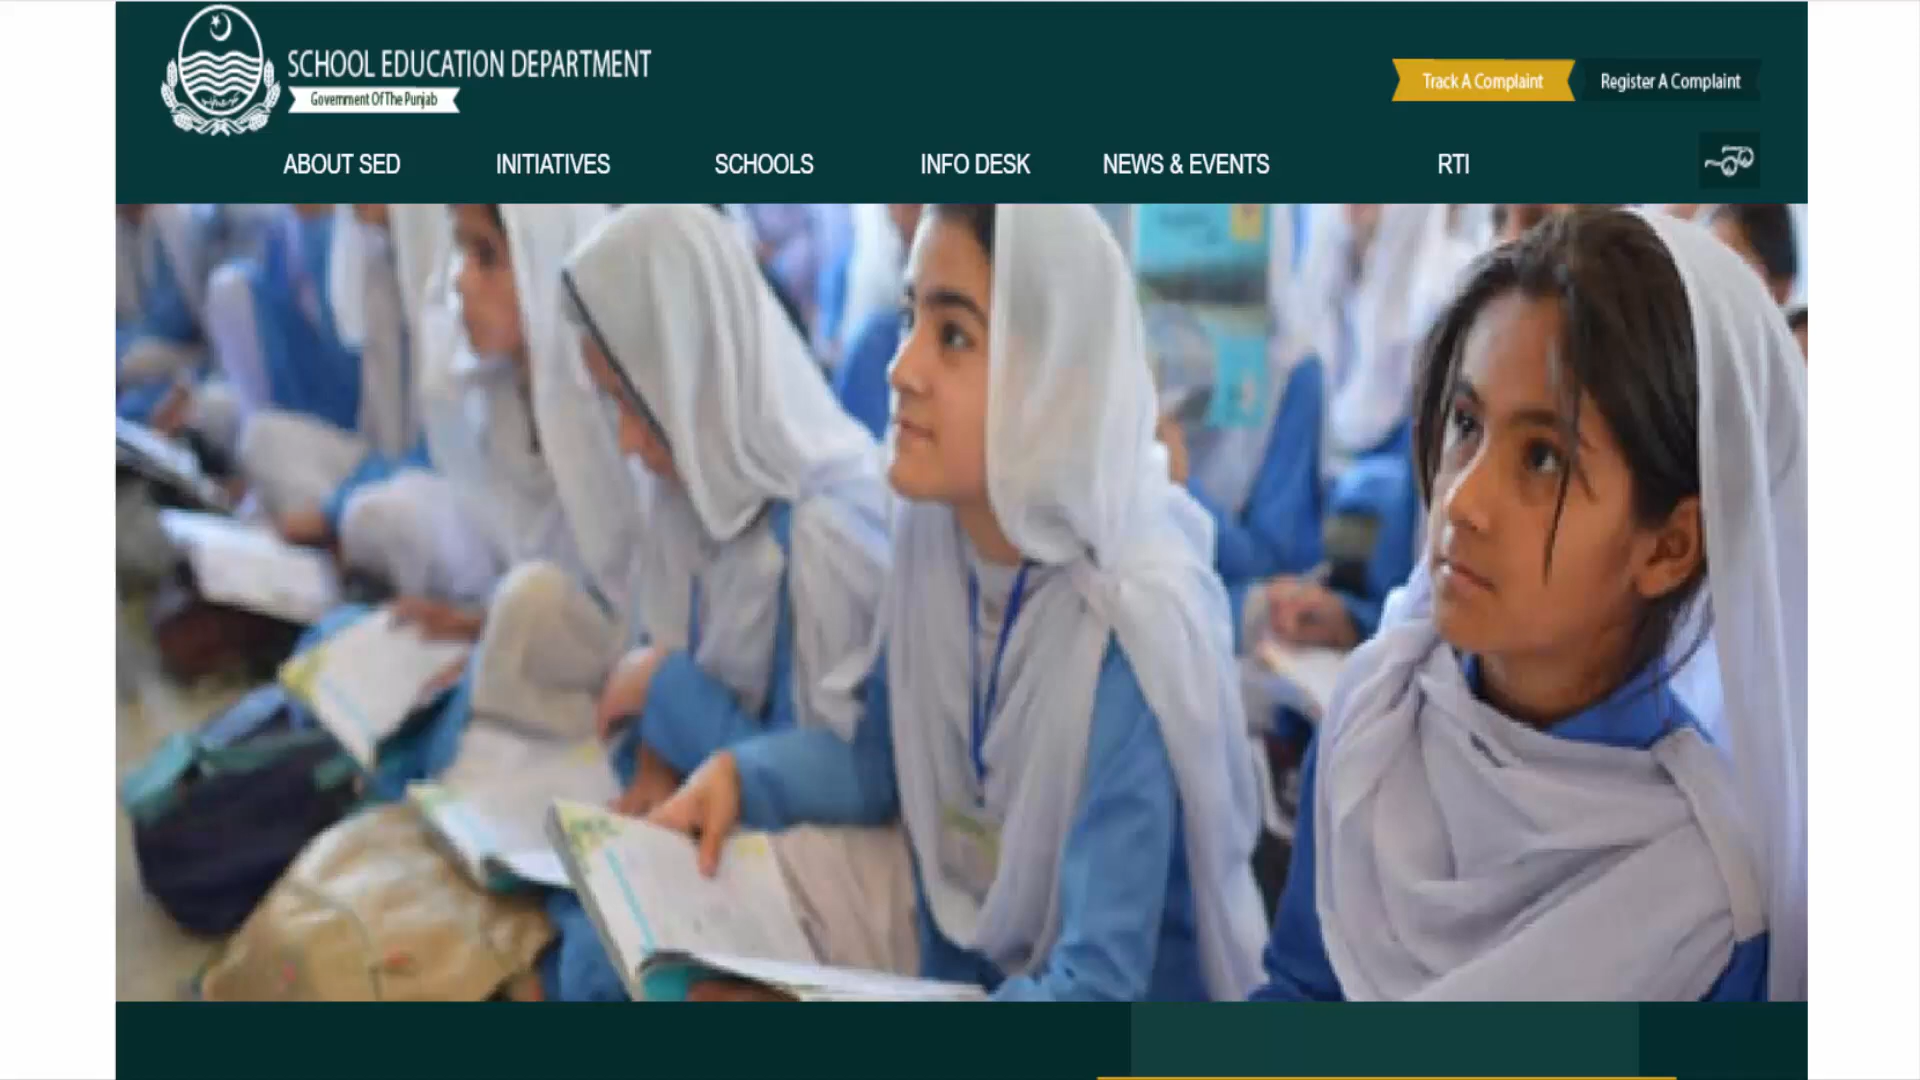 SCHOOL EDUCATION DEPARTMENT
Government Of The Punjab
Track A Complaint
Register A Complaint
ABOUT SED
INITIATIVES
SCHOOLS
INFO DESK
NEWS & EVENTS
RTI